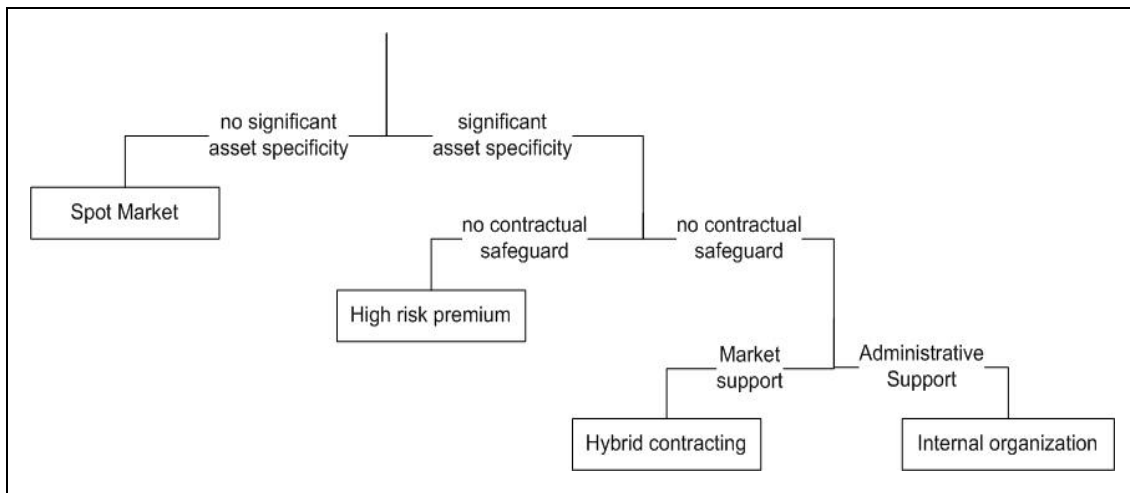 no significant
asset specificity
significant
asset specificity
Spot Market
no contractual
safeguard
no contractual
safeguard
High risk premium
Market
support
Administrative
Support
Hybrid contracting
Internal organization